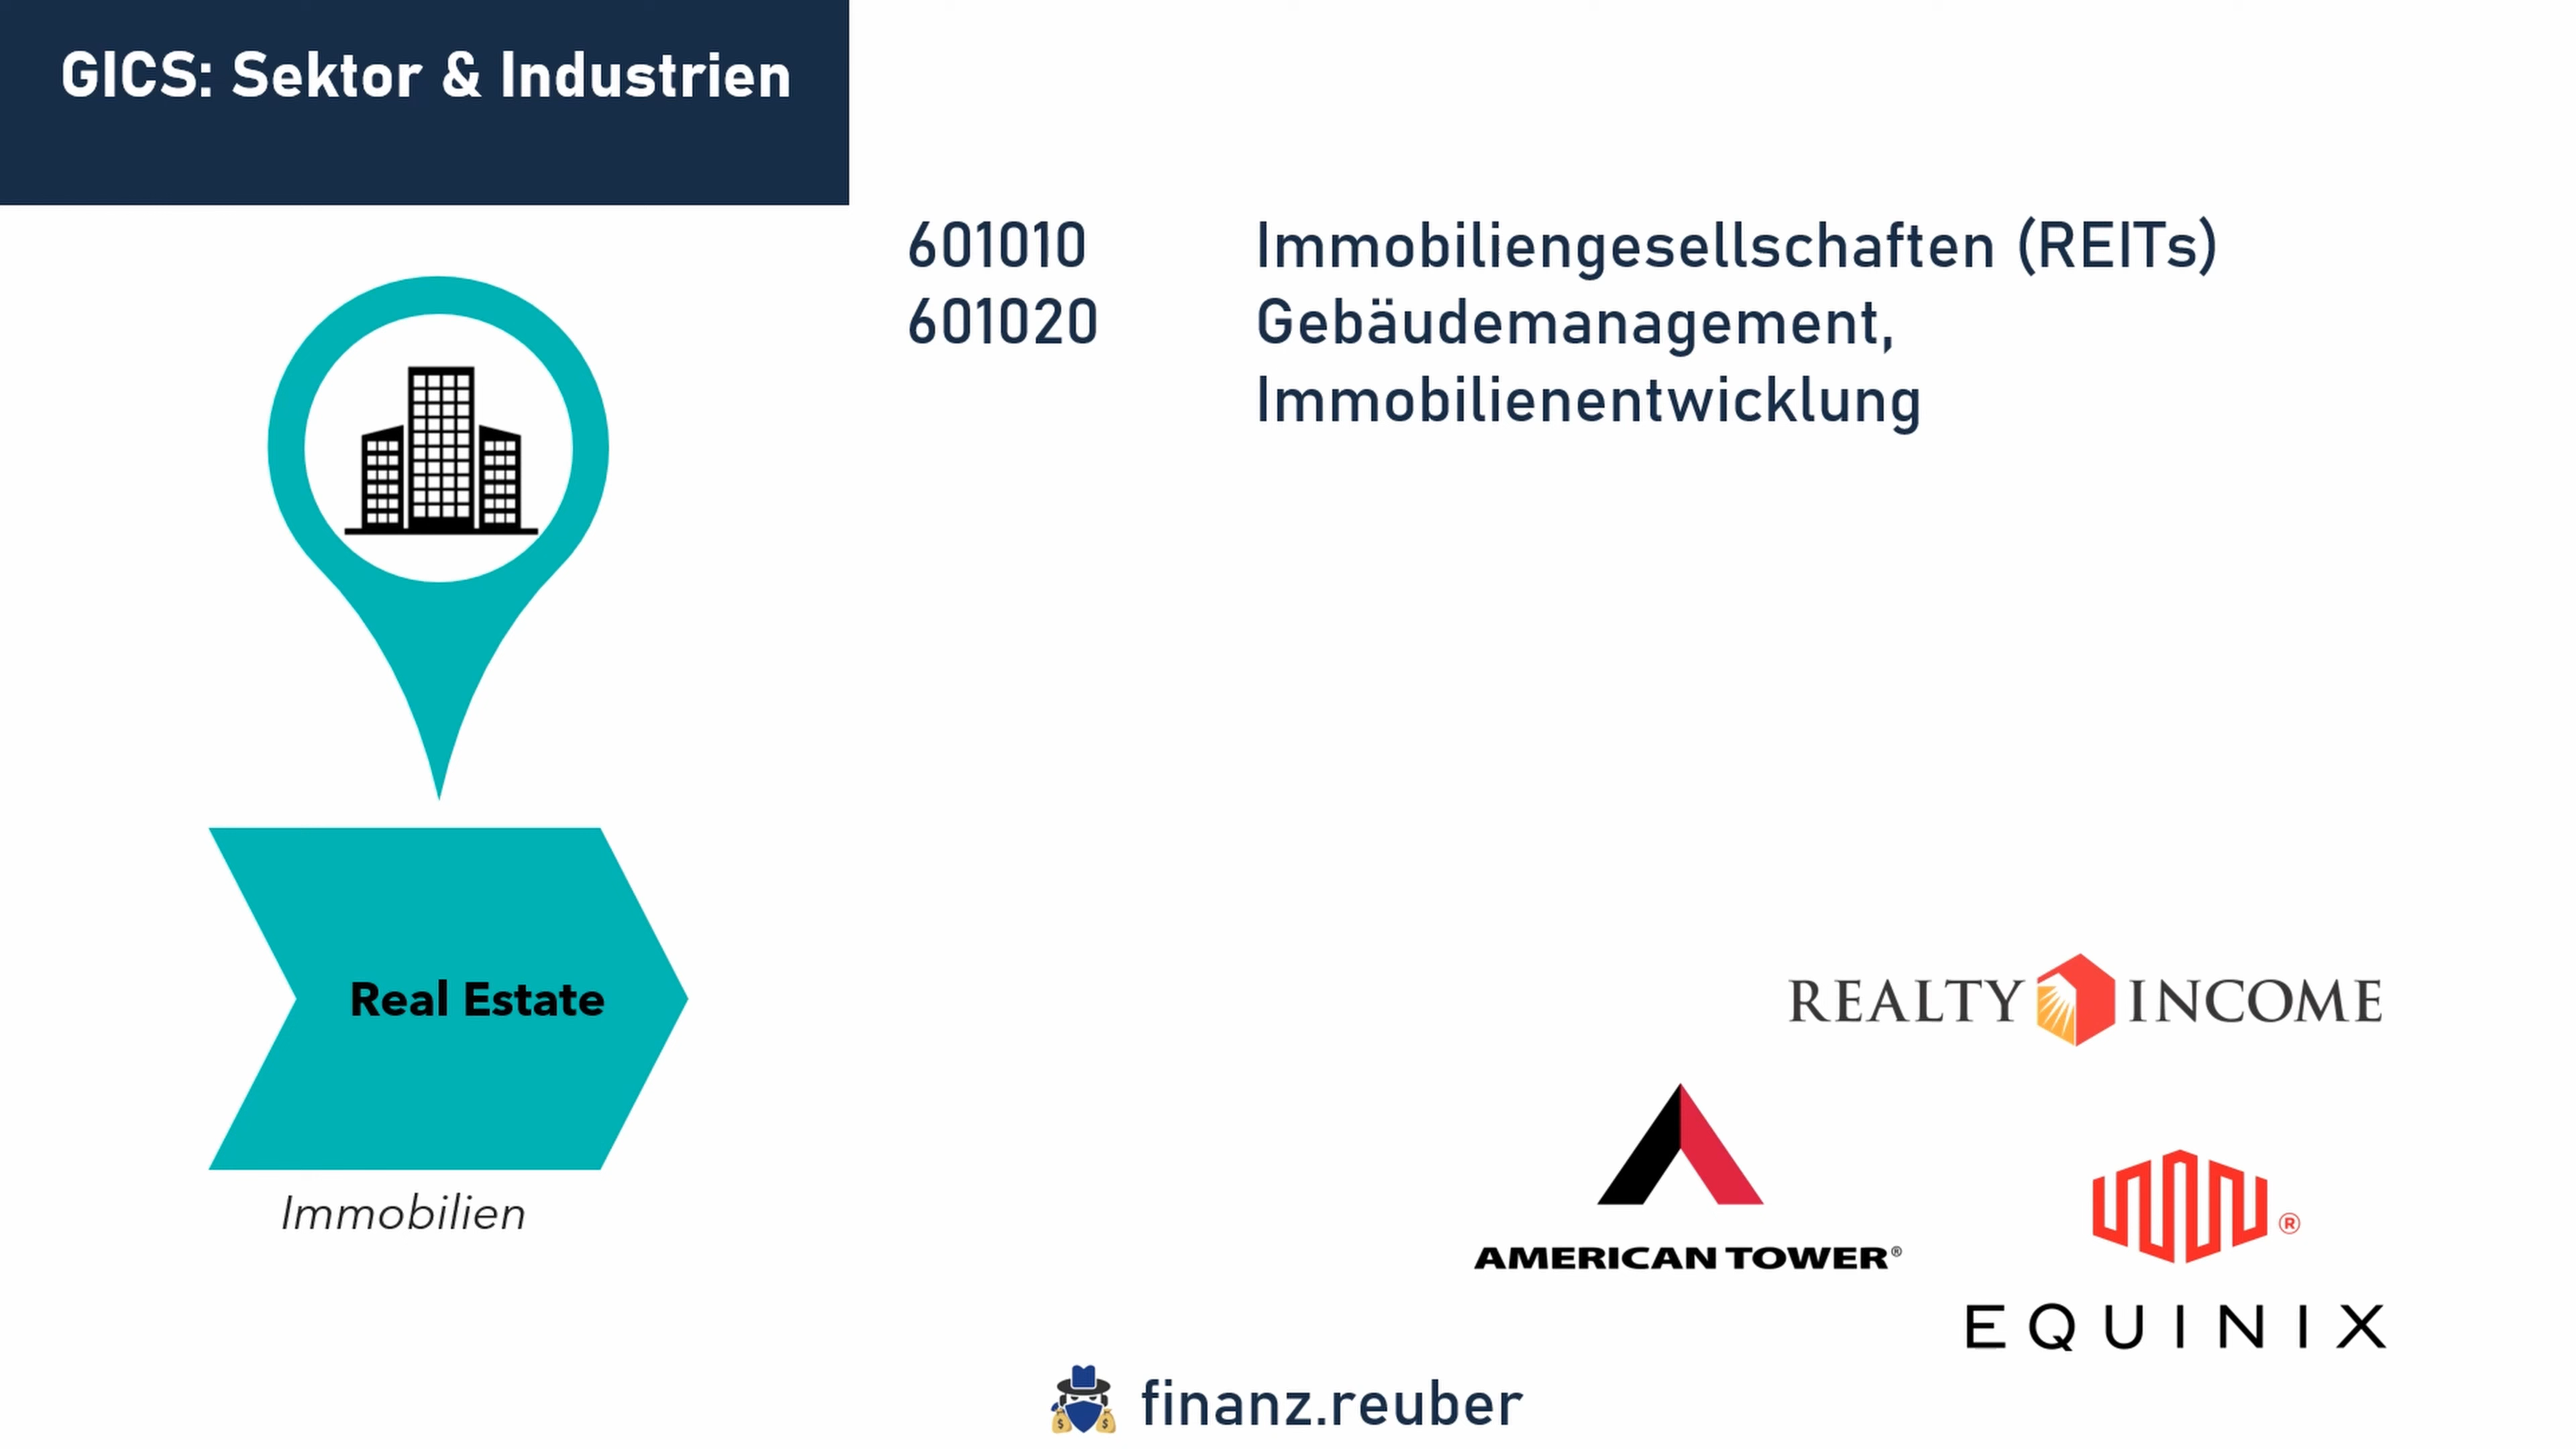 GICS: Sektor & Industrien
601010 Immobiliengesellschaften (REITs)
601020 Gebäudemanagement,
Immobilienentwicklung
Real Estate
Immobilien
REALTY INCOME
AMERICAN TOWER®
®
EQUINIX
finanz.reuber